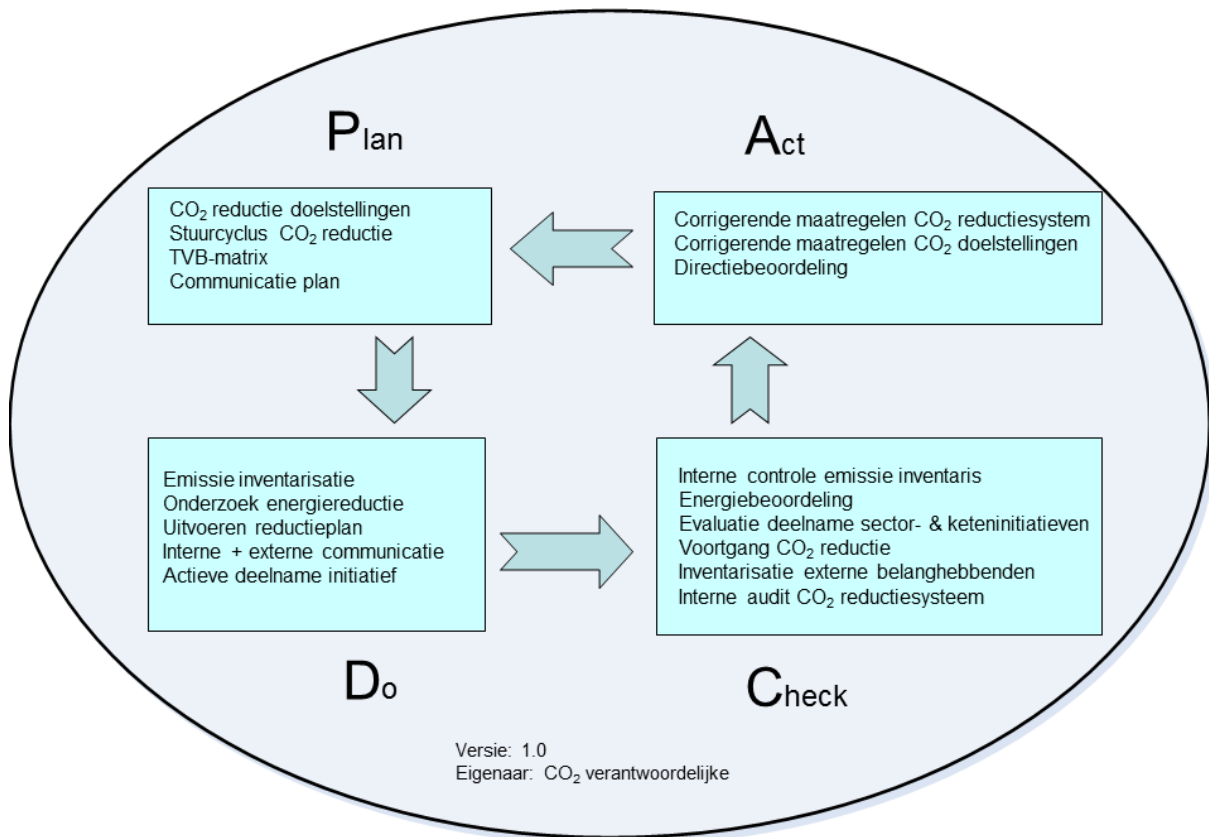 Plan
CO₂ reductie doelstellingen
Stuurcyclus CO₂ reductie
TVB-matrix
Communicatie plan
Act
Corrigerende maatregelen CO₂ reductiesystem
Corrigerende maatregelen CO₂ doelstellingen
Directiebeoordeling
Emissie inventarisatie
Onderzoek energiereductie
Uitvoeren reductieplan
Interne + externe communicatie
Actieve deelname initiatief
Do
Interne controle emissie inventaris
Energiebeoordeling
Evaluatie deelname sector- & keteninitiatieven
Voortgang CO₂ reductie
Inventarisatie externe belanghebbenden
Interne audit CO₂ reductiesysteem
Check
Versie: 1.0
Eigenaar: CO₂ verantwoordelijke